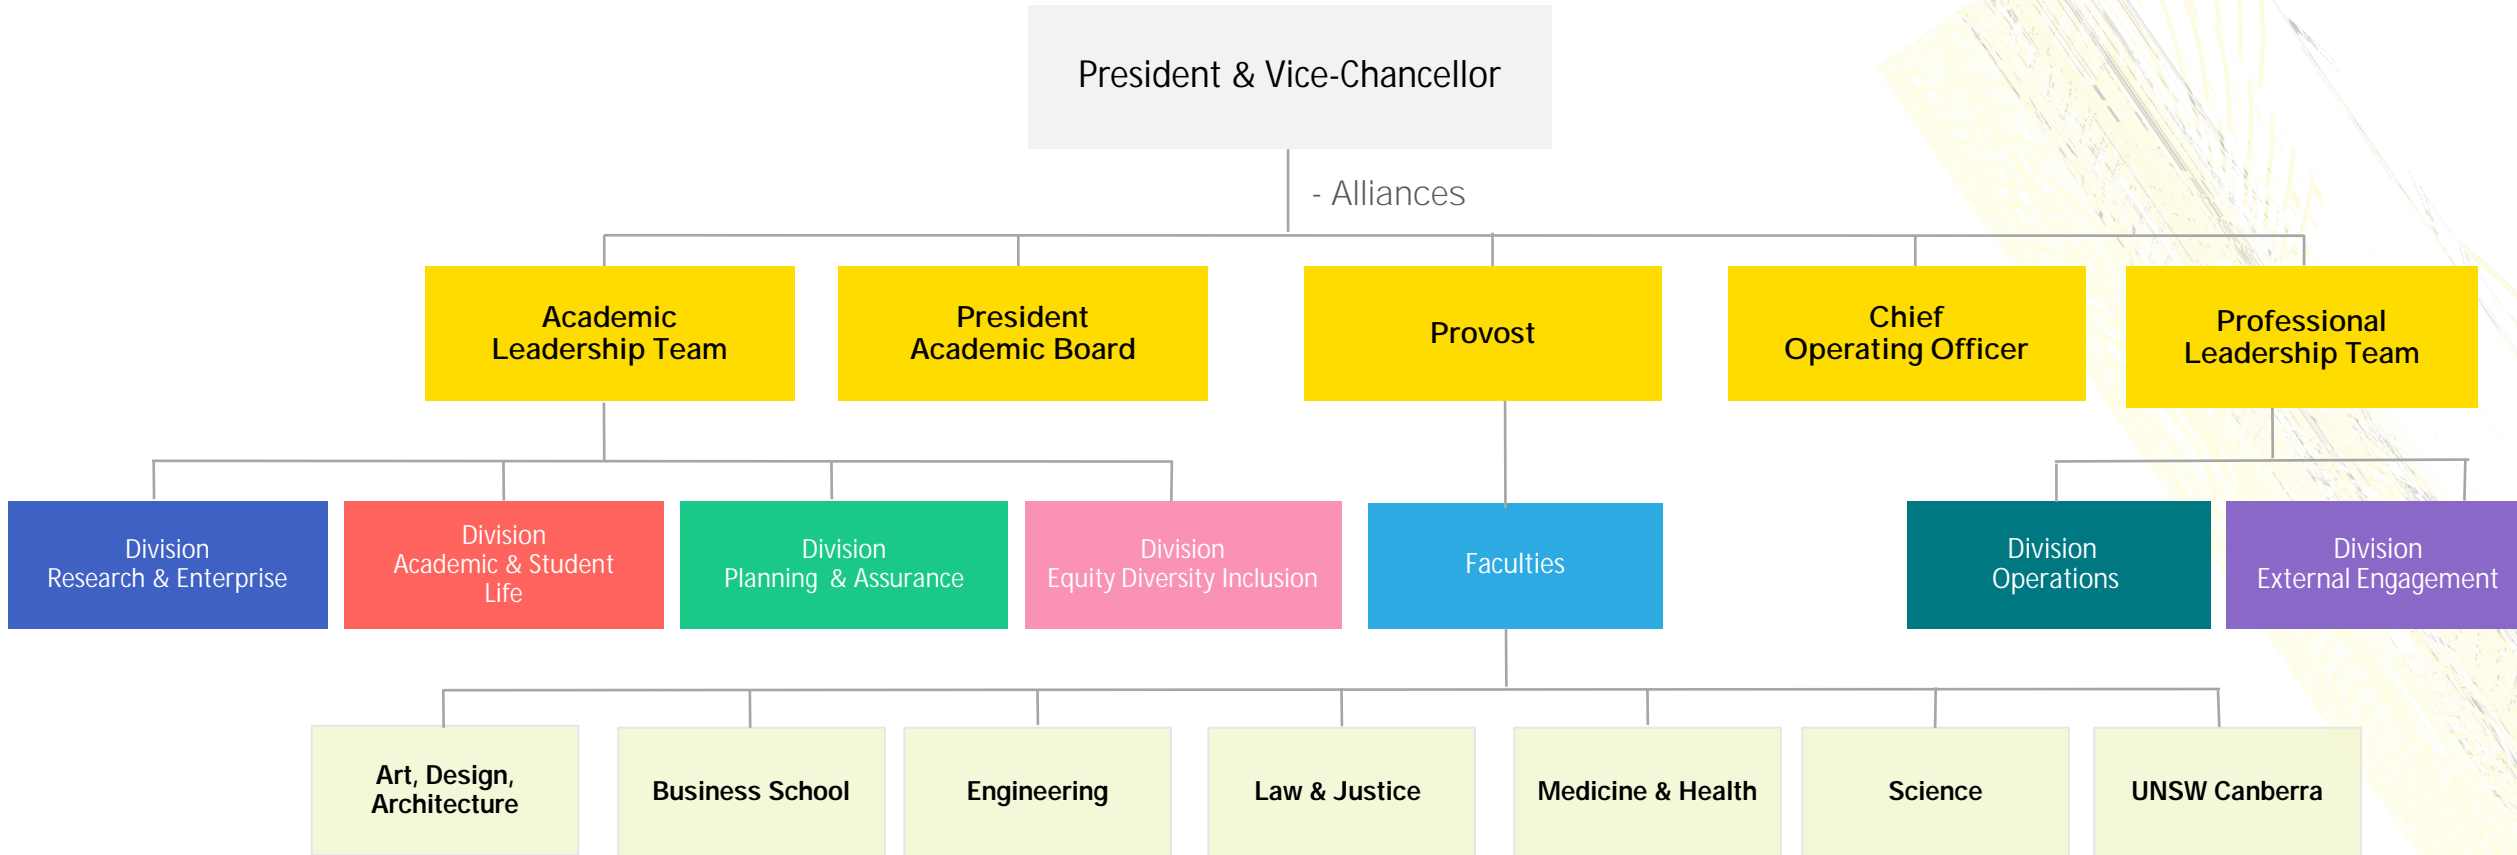 President & Vice-Chancellor
- Alliances
Academic
Leadership Team
President
Academic Board
Provost
Chief
Operating Officer
Professional
Leadership Team
Division
Research & Enterprise
Division
Academic & Student
Life
Division
Planning & Assurance
Division
Equity Diversity Inclusion
Faculties
Division
Operations
Division
External Engagement
Art, Design,
Architecture
Business School
Engineering
Law & Justice
Medicine & Health
Science
UNSW Canberra